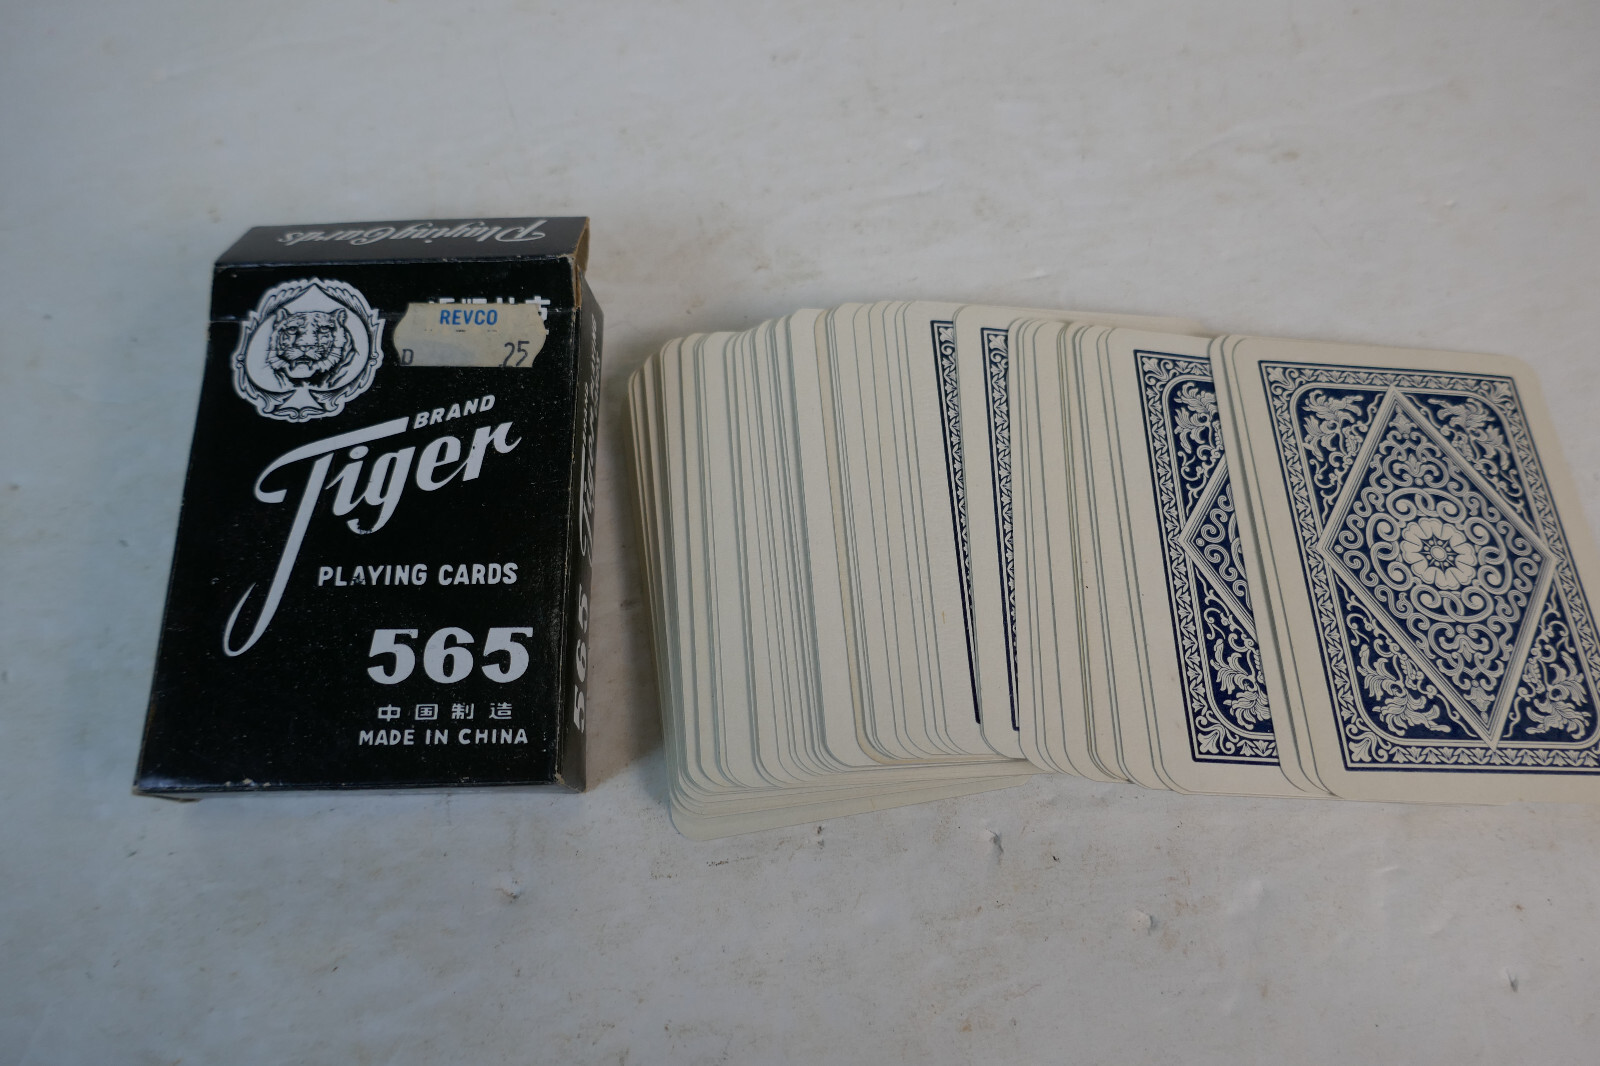 Playing Cards
REVCO
D 25
BRAND
Tiger
PLAYING CARDS
565
中国制造
MADE IN CHINA
565